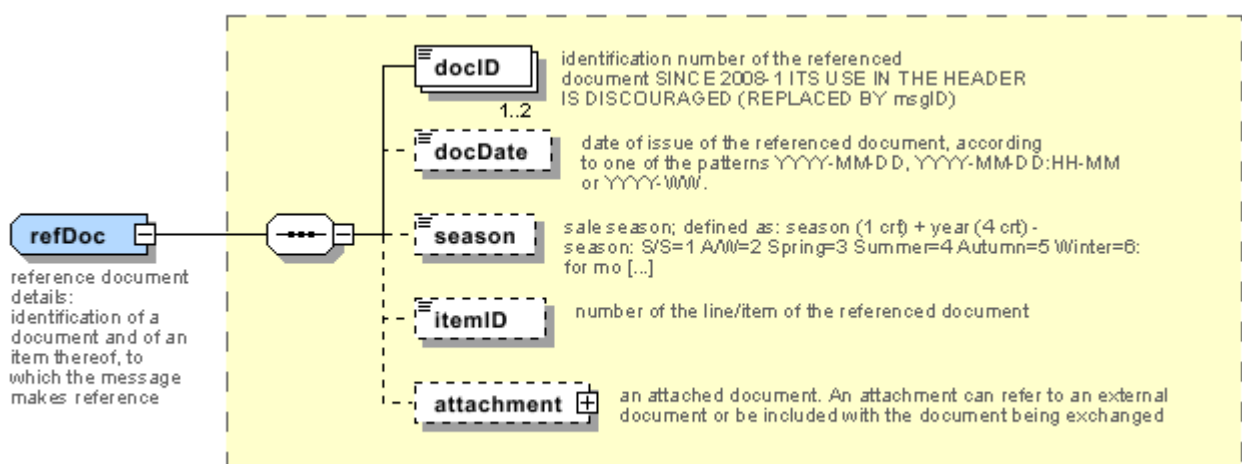 docID
1..2
identification number of the referenced
document SINCE 2008-1 ITS USE IN THE HEADER
IS DISCOURAGED (REPLACED BY msgID)
docDate
date of issue of the referenced document, according
to one of the patterns YYYY-MM-DD, YYYY-MM-DD:HH-MM
or YYYY-WW.
refDoc
reference document
details:
identification of a
document and of an
item thereof, to
which the message
makes reference
season
sale season; defined as: season (1 crt) + year (4 crt) -
season: S/S=1 A/W=2 Spring=3 Summer=4 Autumn=5 Winter=6:
for mo [...]
itemID
number of the line/item of the referenced document
attachment
an attached document. An attachment can refer to an external
document or be included with the document being exchanged